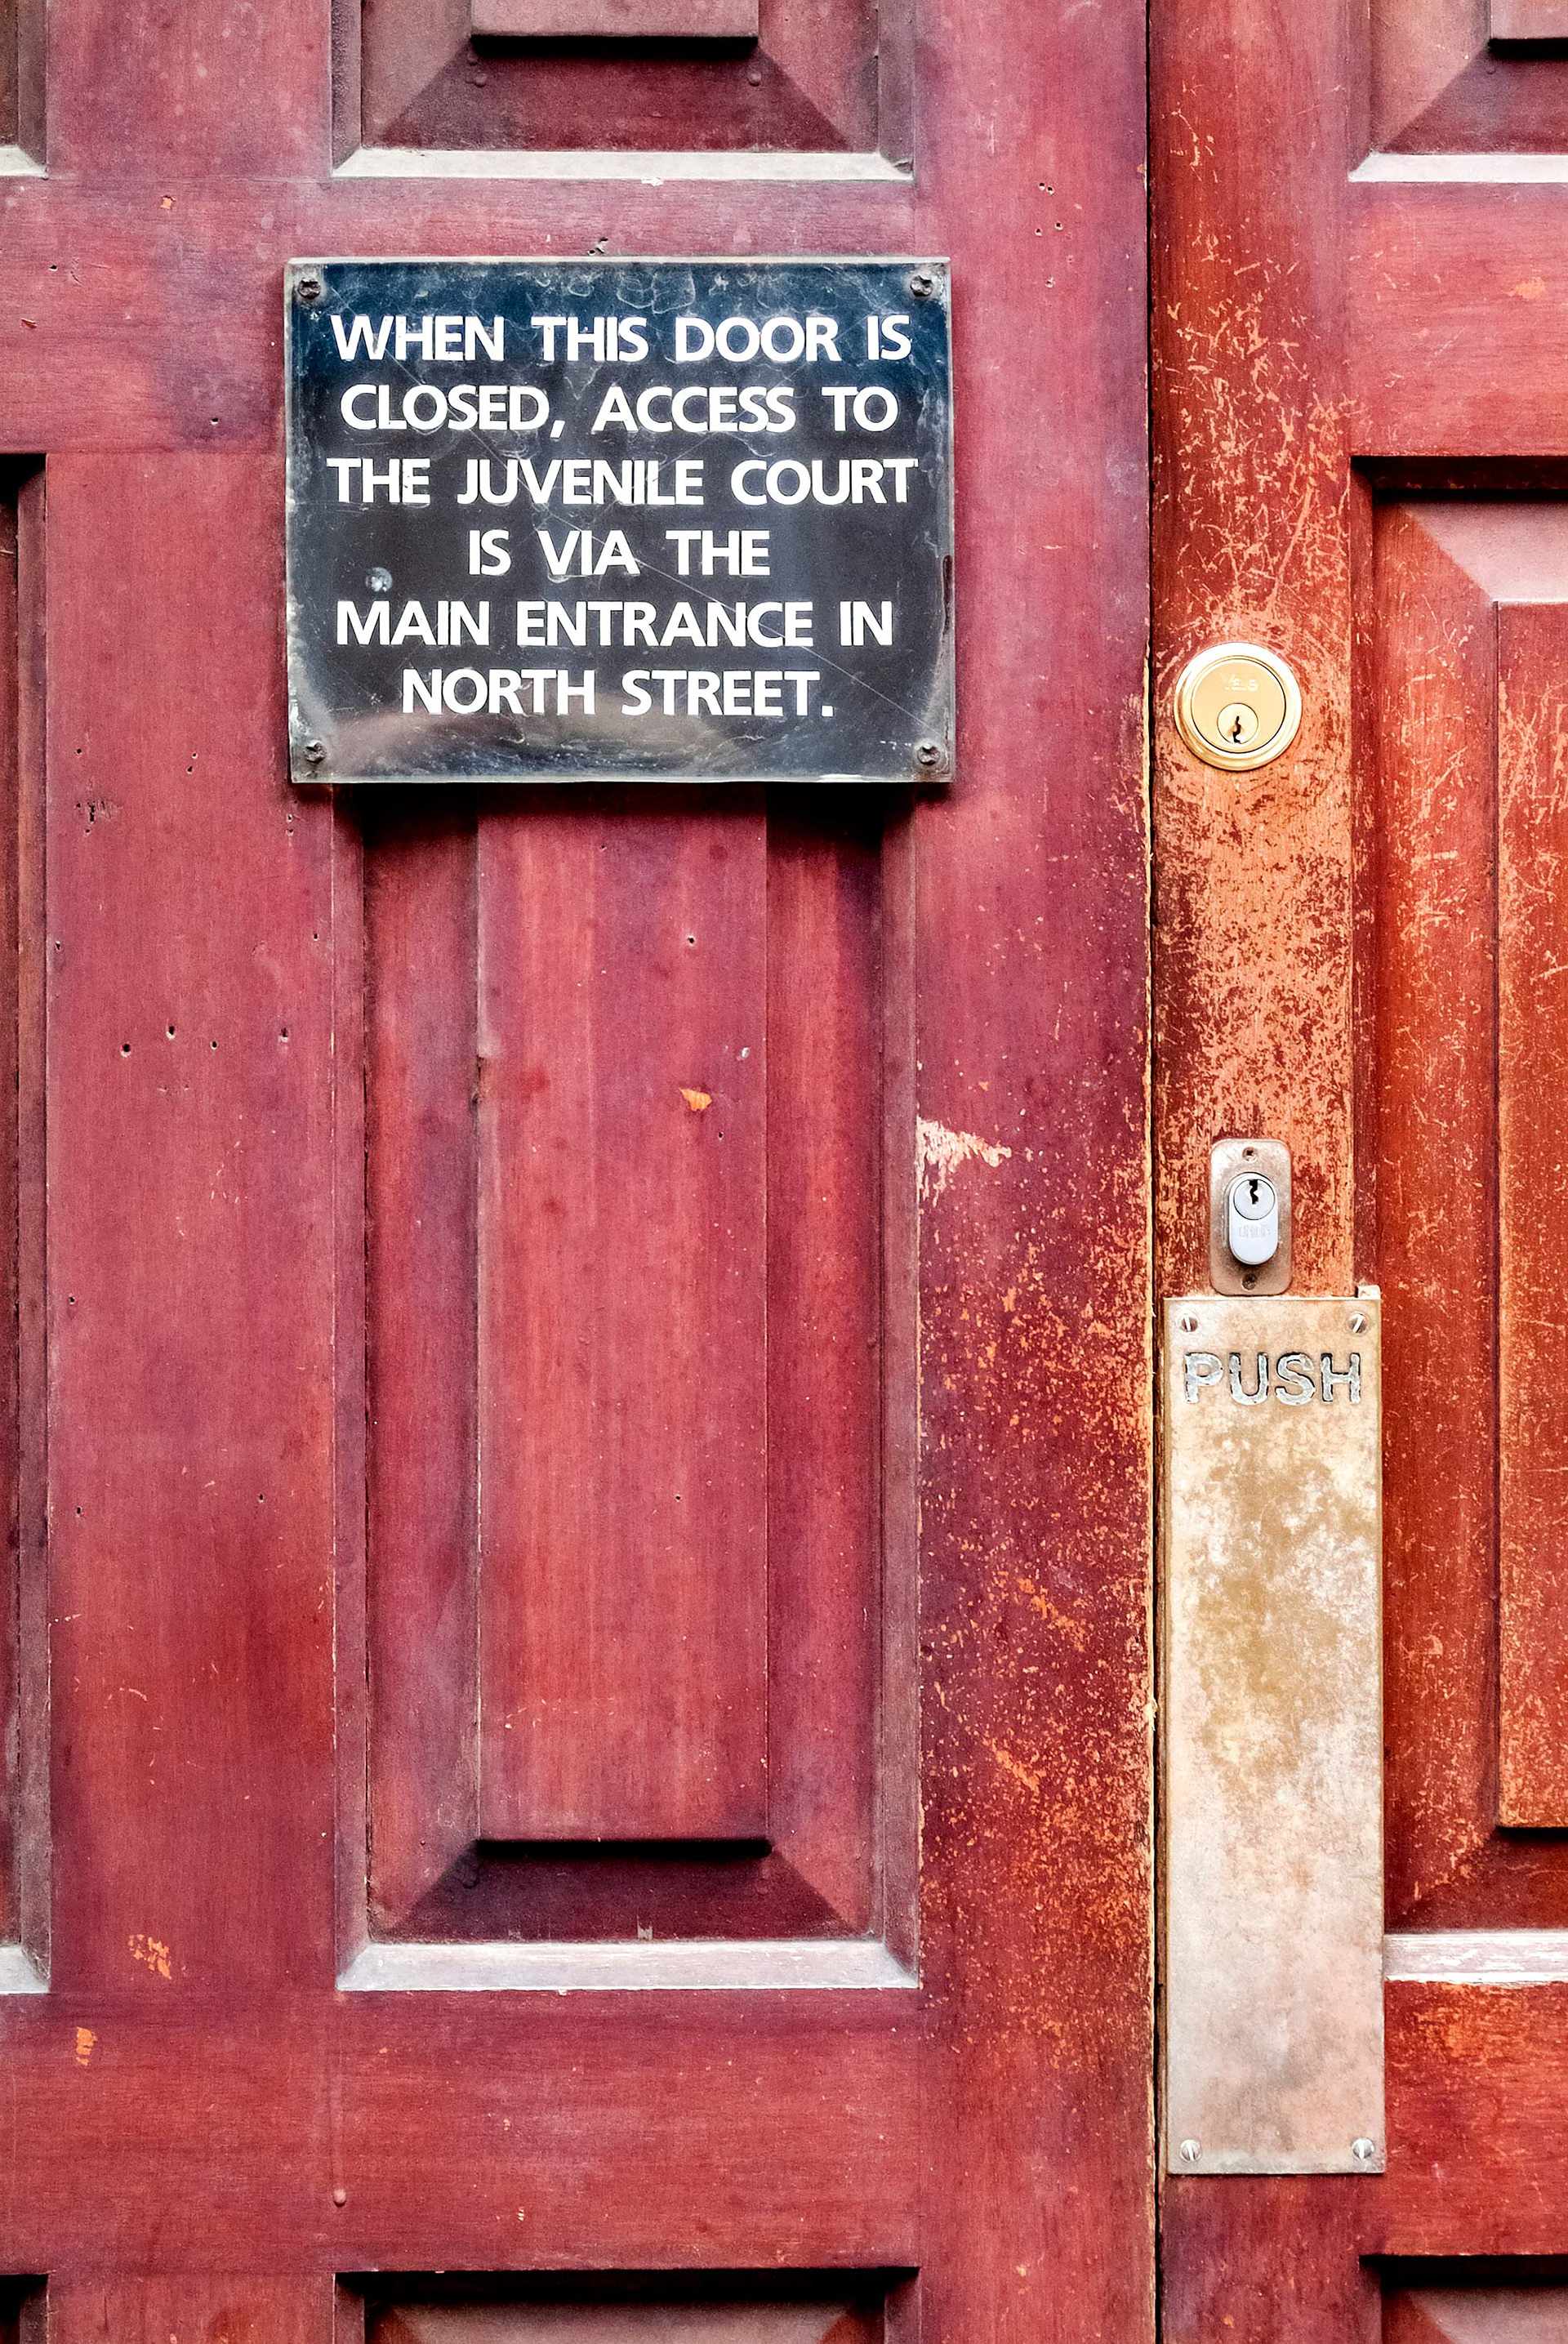 WHEN THIS DOOR IS
CLOSED, ACCESS TO
THE JUVENILE COURT
IS VIA THE
MAIN ENTRANCE IN
NORTH STREET.
PUSH